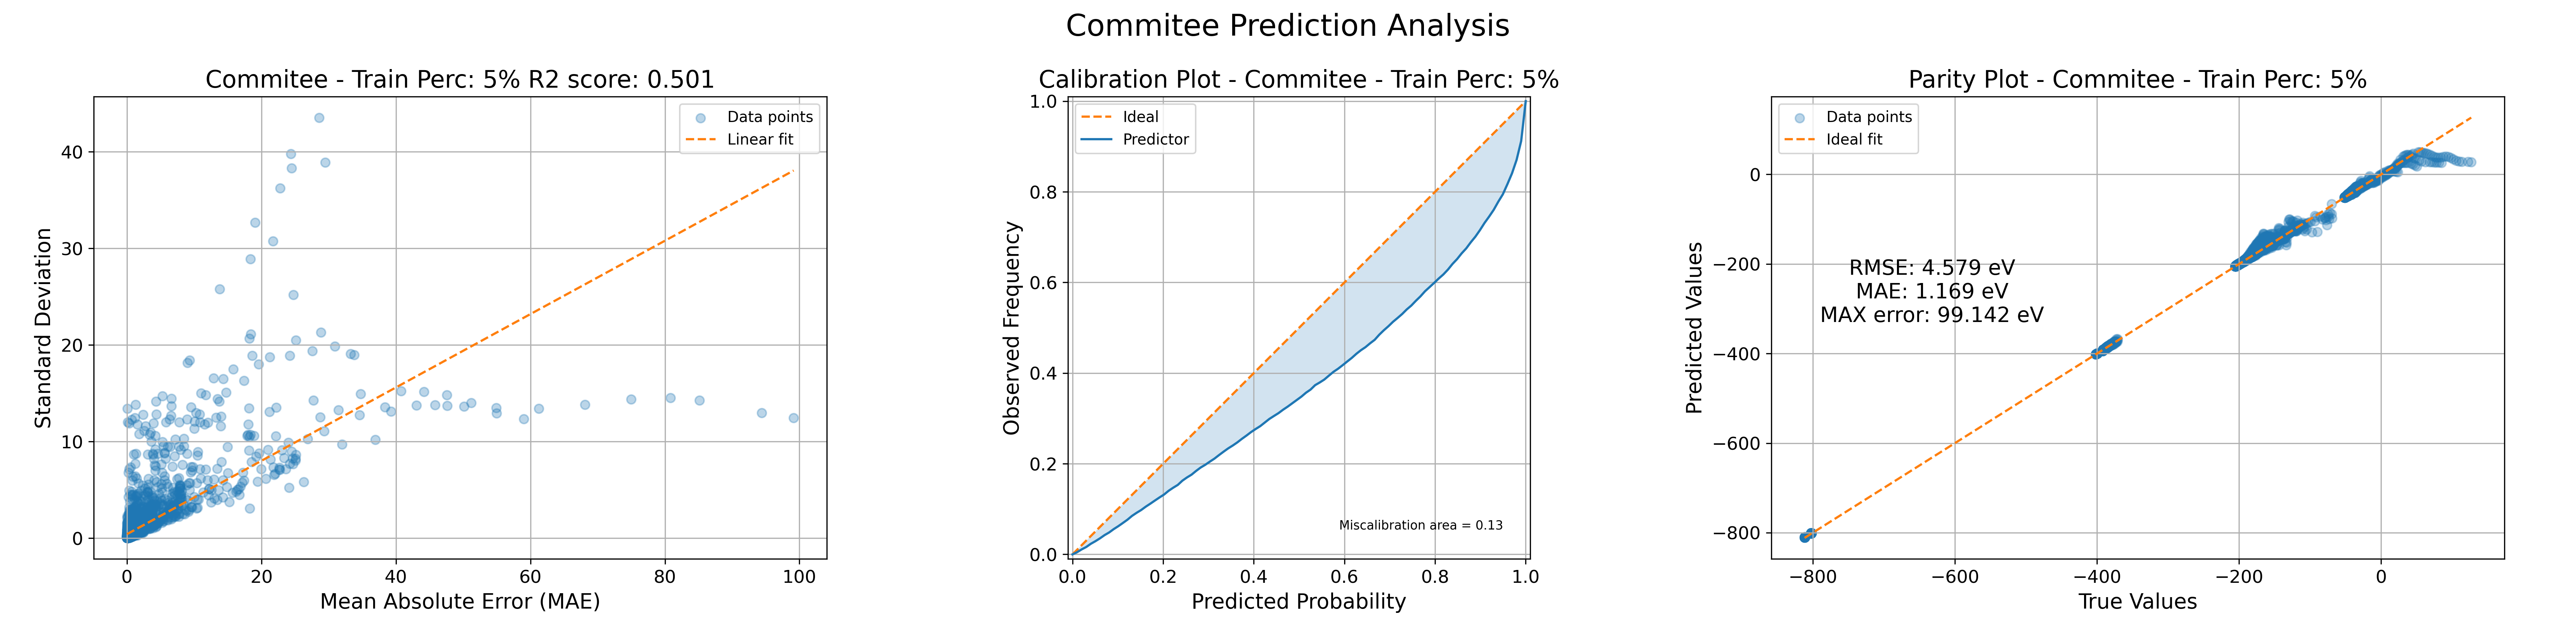 Commitee Prediction Analysis
Commitee - Train Perc: 5% R2 score: 0.501
Data points
Linear fit
Standard Deviation
40
30
20
10
0
0 20 40 60 80 100
Mean Absolute Error (MAE)
Calibration Plot - Commitee - Train Perc: 5%
Ideal
Predictor
Observed Frequency
1.0
0.8
0.6
0.4
0.2
0.0
Miscalibration area = 0.13
0.0 0.2 0.4 0.6 0.8 1.0
Predicted Probability
Parity Plot - Commitee - Train Perc: 5%
Data points
Ideal fit
Predicted Values
0
−200
−400
−600
−800
RMSE: 4.579 eV
MAE: 1.169 eV
MAX error: 99.142 eV
−800 −600 −400 −200 0
True Values